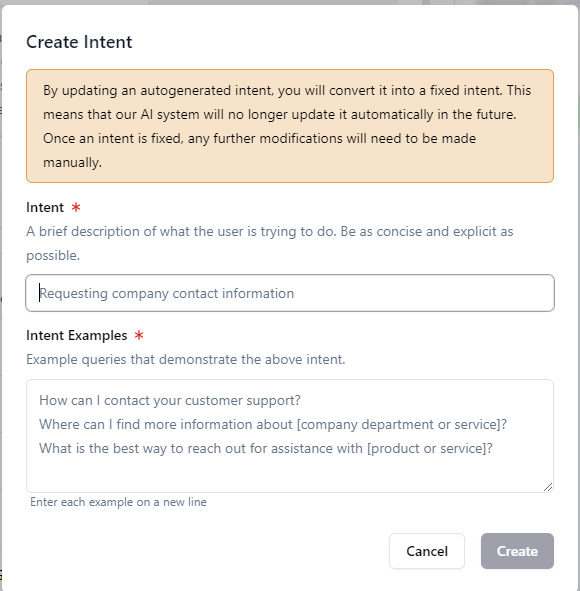 Create Intent
By updating an autogenerated intent, you will convert it into a fixed intent. This
means that our AI system will no longer update it automatically in the future.
Once an intent is fixed, any further modifications will need to be made
manually.
Intent *
A brief description of what the user is trying to do. Be as concise and explicit as
possible.
Requesting company contact information
Intent Examples *
Example queries that demonstrate the above intent.
How can I contact your customer support?
Where can I find more information about [company department or service]?
What is the best way to reach out for assistance with [product or service]?
Enter each example on a new line
Cancel
Create